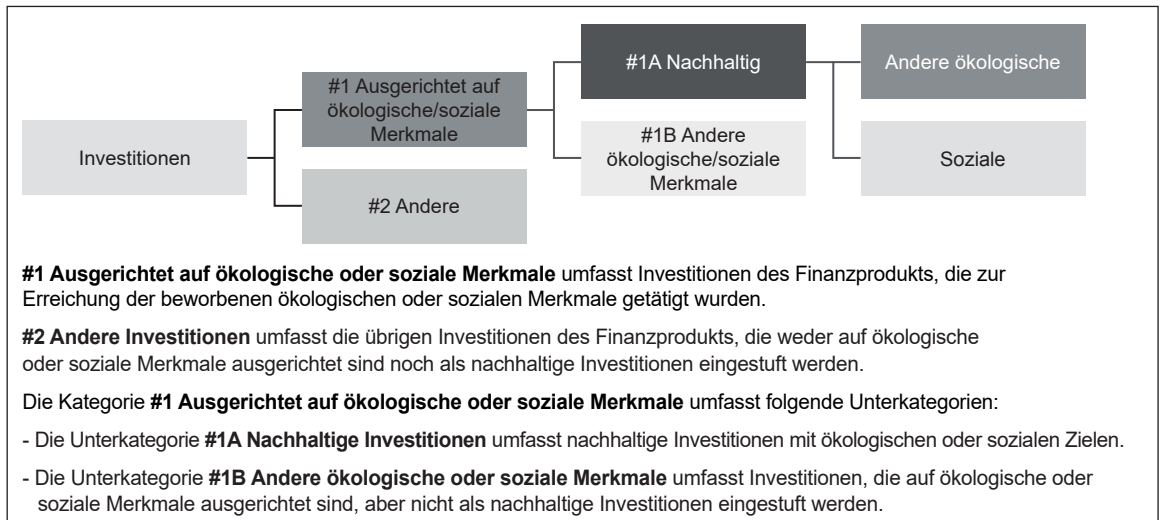 Investitionen
#1 Ausgerichtet auf
ökologische/soziale
Merkmale
#2 Andere
#1A Nachhaltig
#1B Andere
ökologische/soziale
Merkmale
Andere ökologische
Soziale
#1 Ausgerichtet auf ökologische oder soziale Merkmale umfasst Investitionen des Finanzprodukts, die zur
Erreichung der beworbenen ökologischen oder sozialen Merkmale getätigt wurden.
#2 Andere Investitionen umfasst die übrigen Investitionen des Finanzprodukts, die weder auf ökologische
oder soziale Merkmale ausgerichtet sind noch als nachhaltige Investitionen eingestuft werden.
Die Kategorie #1 Ausgerichtet auf ökologische oder soziale Merkmale umfasst folgende Unterkategorien:
- Die Unterkategorie #1A Nachhaltige Investitionen umfasst nachhaltige Investitionen mit ökologischen oder sozialen Zielen.
- Die Unterkategorie #1B Andere ökologische oder soziale Merkmale umfasst Investitionen, die auf ökologische oder
soziale Merkmale ausgerichtet sind, aber nicht als nachhaltige Investitionen eingestuft werden.